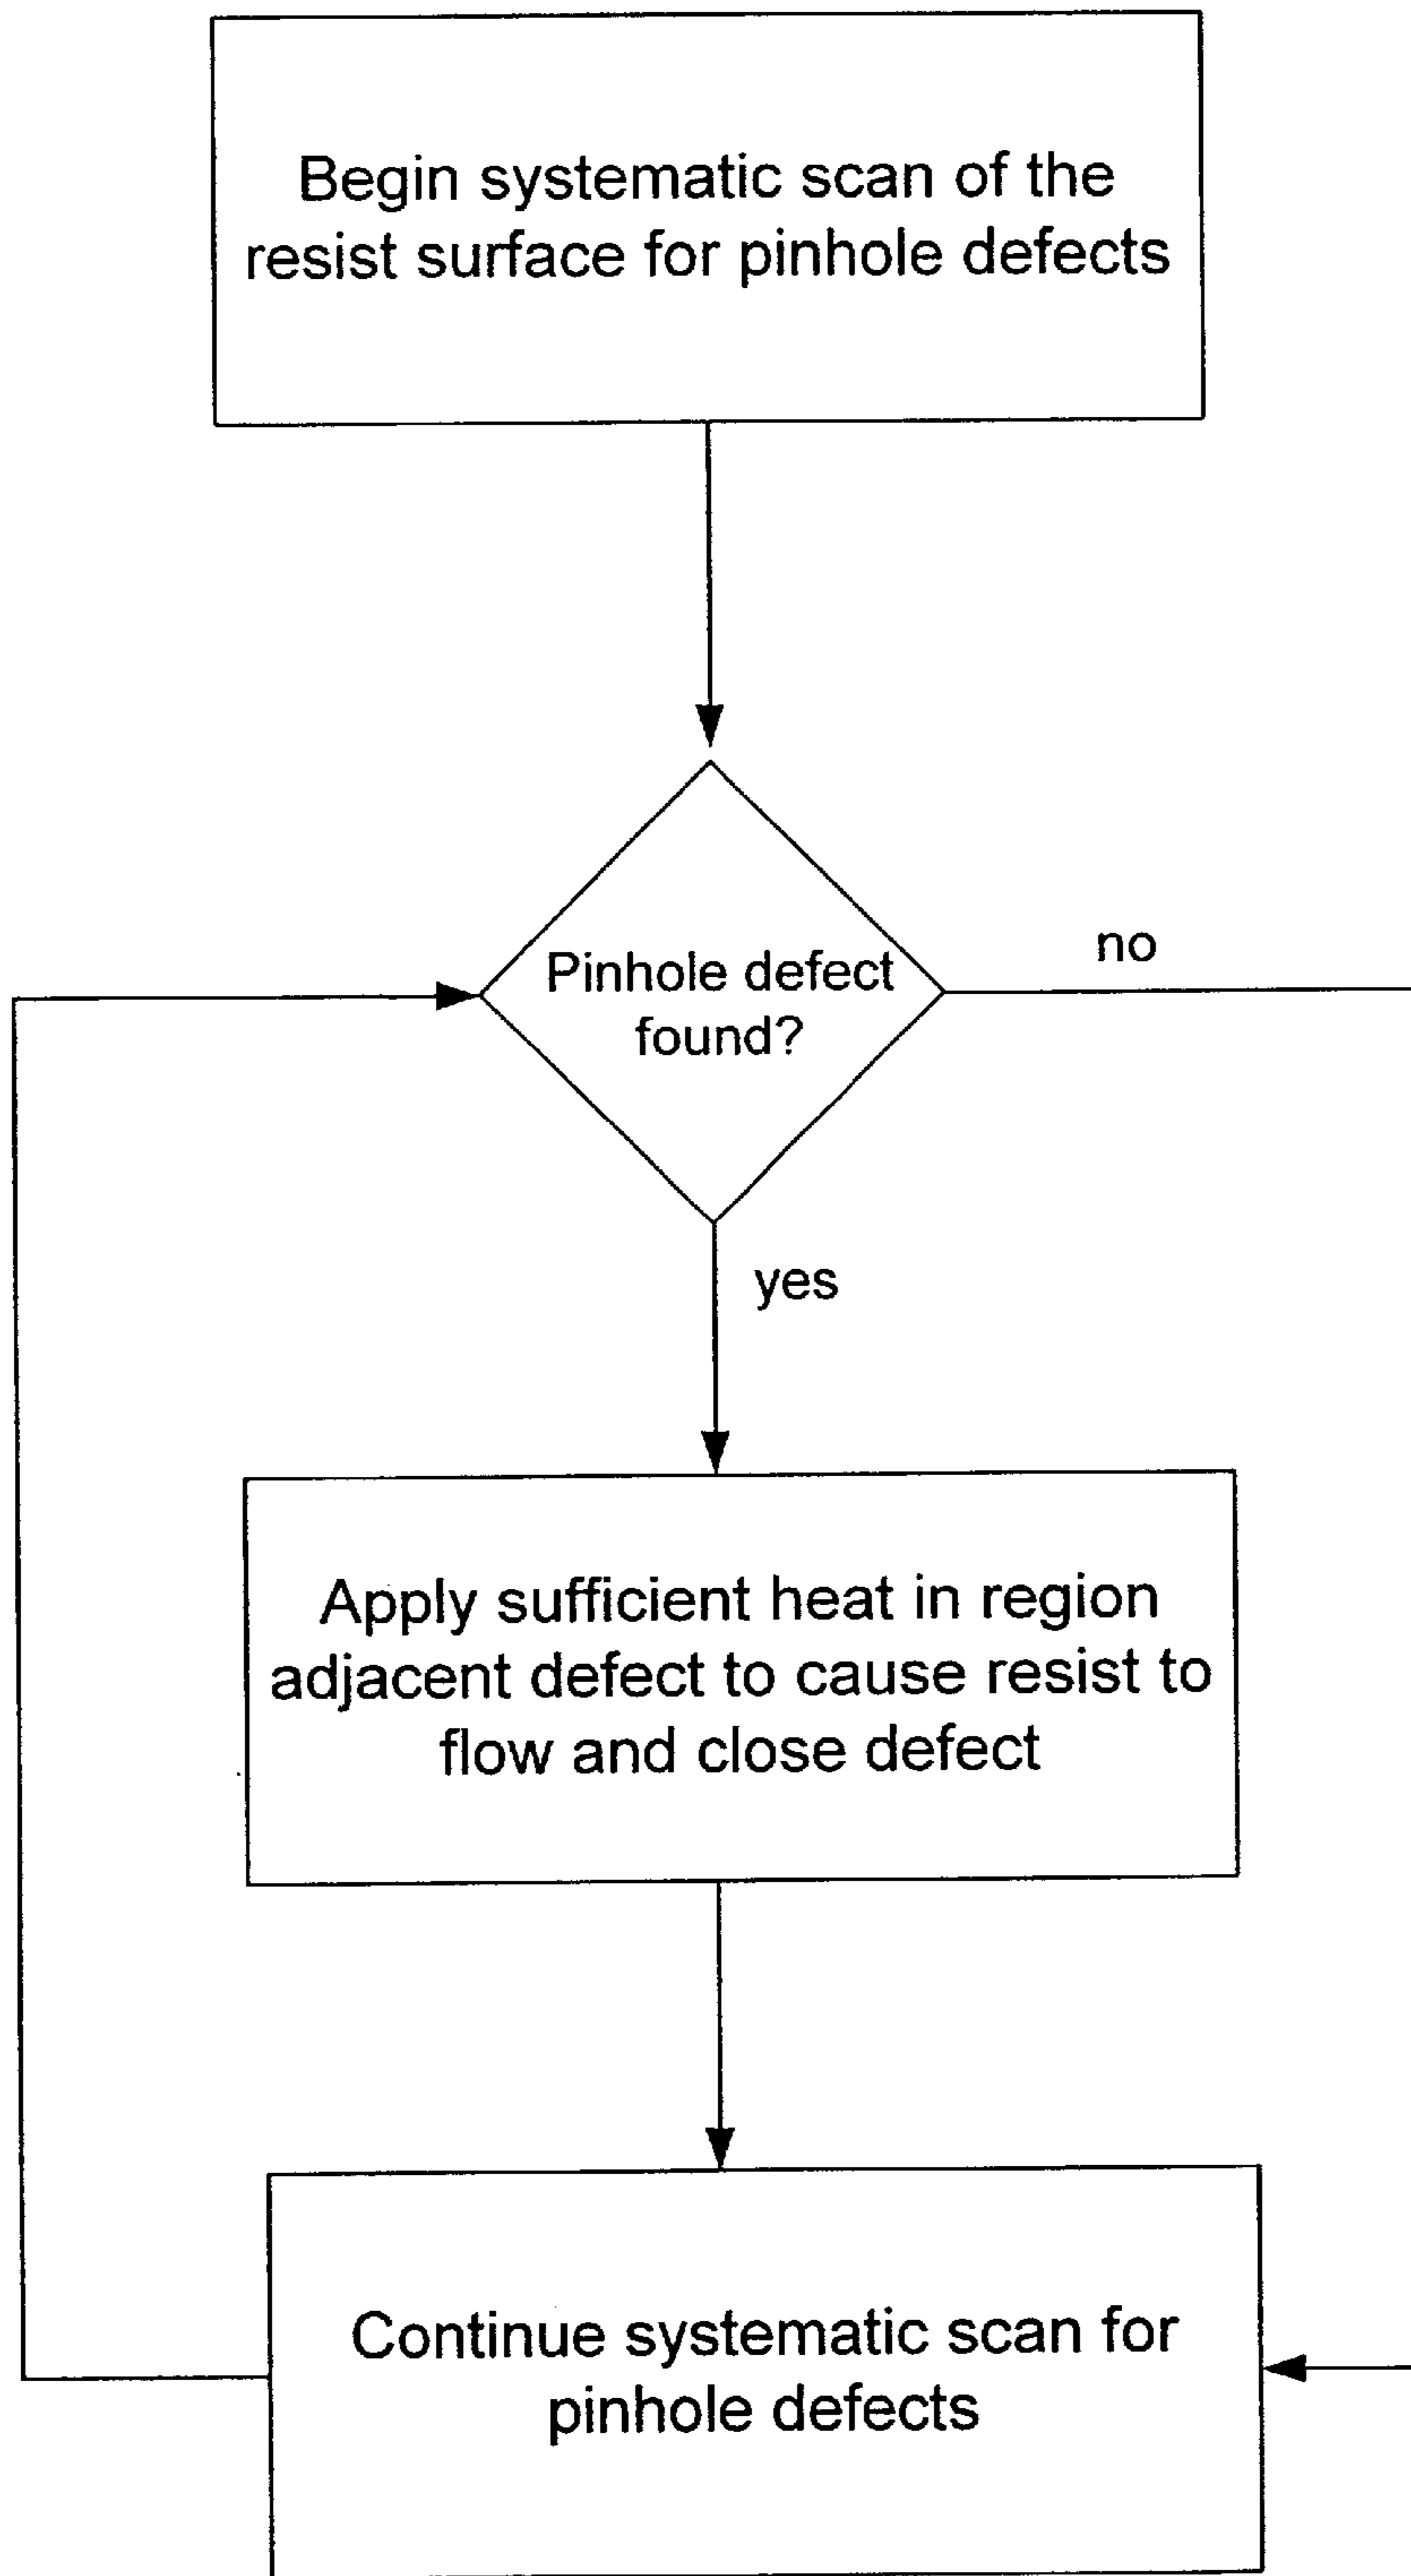 Begin systematic scan of the
resist surface for pinhole defects
Pinhole defect
found?
no
yes
Apply sufficient heat in region
adjacent defect to cause resist to
flow and close defect
Continue systematic scan for
pinhole defects